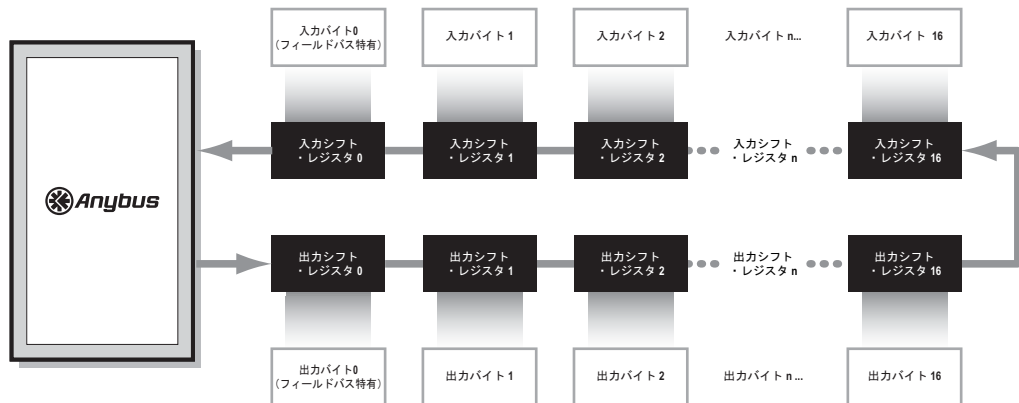 入力バイト0
(フィールドバス特有)
入力バイト 1
入力バイト 2
入力バイト n...
入力バイト 16
入力シフト
・レジスタ 0
入力シフト
・レジスタ 1
入力シフト
・レジスタ 2
入力シフト
・レジスタ n
入力シフト
・レジスタ 16
Anybus
出力シフト
・レジスタ 0
出力シフト
・レジスタ 1
出力シフト
・レジスタ 2
出力シフト
・レジスタ n
出力シフト
・レジスタ 16
出力バイト0
(フィールドバス特有)
出力バイト 1
出力バイト 2
出力バイト n ...
出力バイト 16